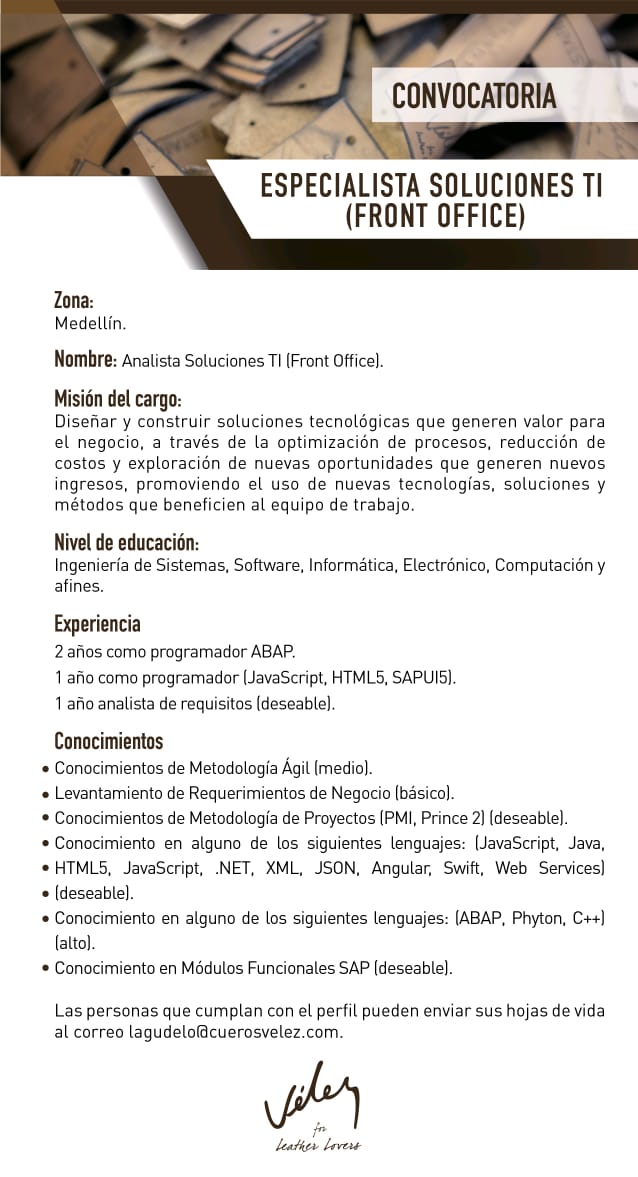 CONVOCATORIA
ESPECIALISTA SOLUCIONES TI
(FRONT OFFICE)
Zona:
Medellín.
Nombre: Analista Soluciones TI (Front Office).
Misión del cargo:
Diseñar y construir soluciones tecnológicas que generen valor para
el negocio, a través de la optimización de procesos, reducción de
costos y exploración de nuevas oportunidades que generen nuevos
ingresos, promoviendo el uso de nuevas tecnologías, soluciones y
métodos que beneficien al equipo de trabajo.
Nivel de educación:
Ingeniería de Sistemas, Software, Informática, Electrónico, Computación y
afines.
Experiencia
2 años como programador ABAP.
1 año como programador (JavaScript, HTML5, SAPUI5).
1 año analista de requisitos (deseable).
Conocimientos
• Conocimientos de Metodología Ágil (medio).
• Levantamiento de Requerimientos de Negocio (básico).
• Conocimientos de Metodología de Proyectos (PMI, Prince 2) (deseable).
• Conocimiento en alguno de los siguientes lenguajes: (JavaScript, Java,
• HTML5, JavaScript, .NET, XML, JSON, Angular, Swift, Web Services)
• (deseable).
• Conocimiento en alguno de los siguientes lenguajes: (ABAP, Phyton, C++)
(alto).
• Conocimiento en Módulos Funcionales SAP (deseable).
Las personas que cumplan con el perfil pueden enviar sus hojas de vida
al correo lagudelo@cuerosvelez.com.
Vélez
for
Leather Lovers